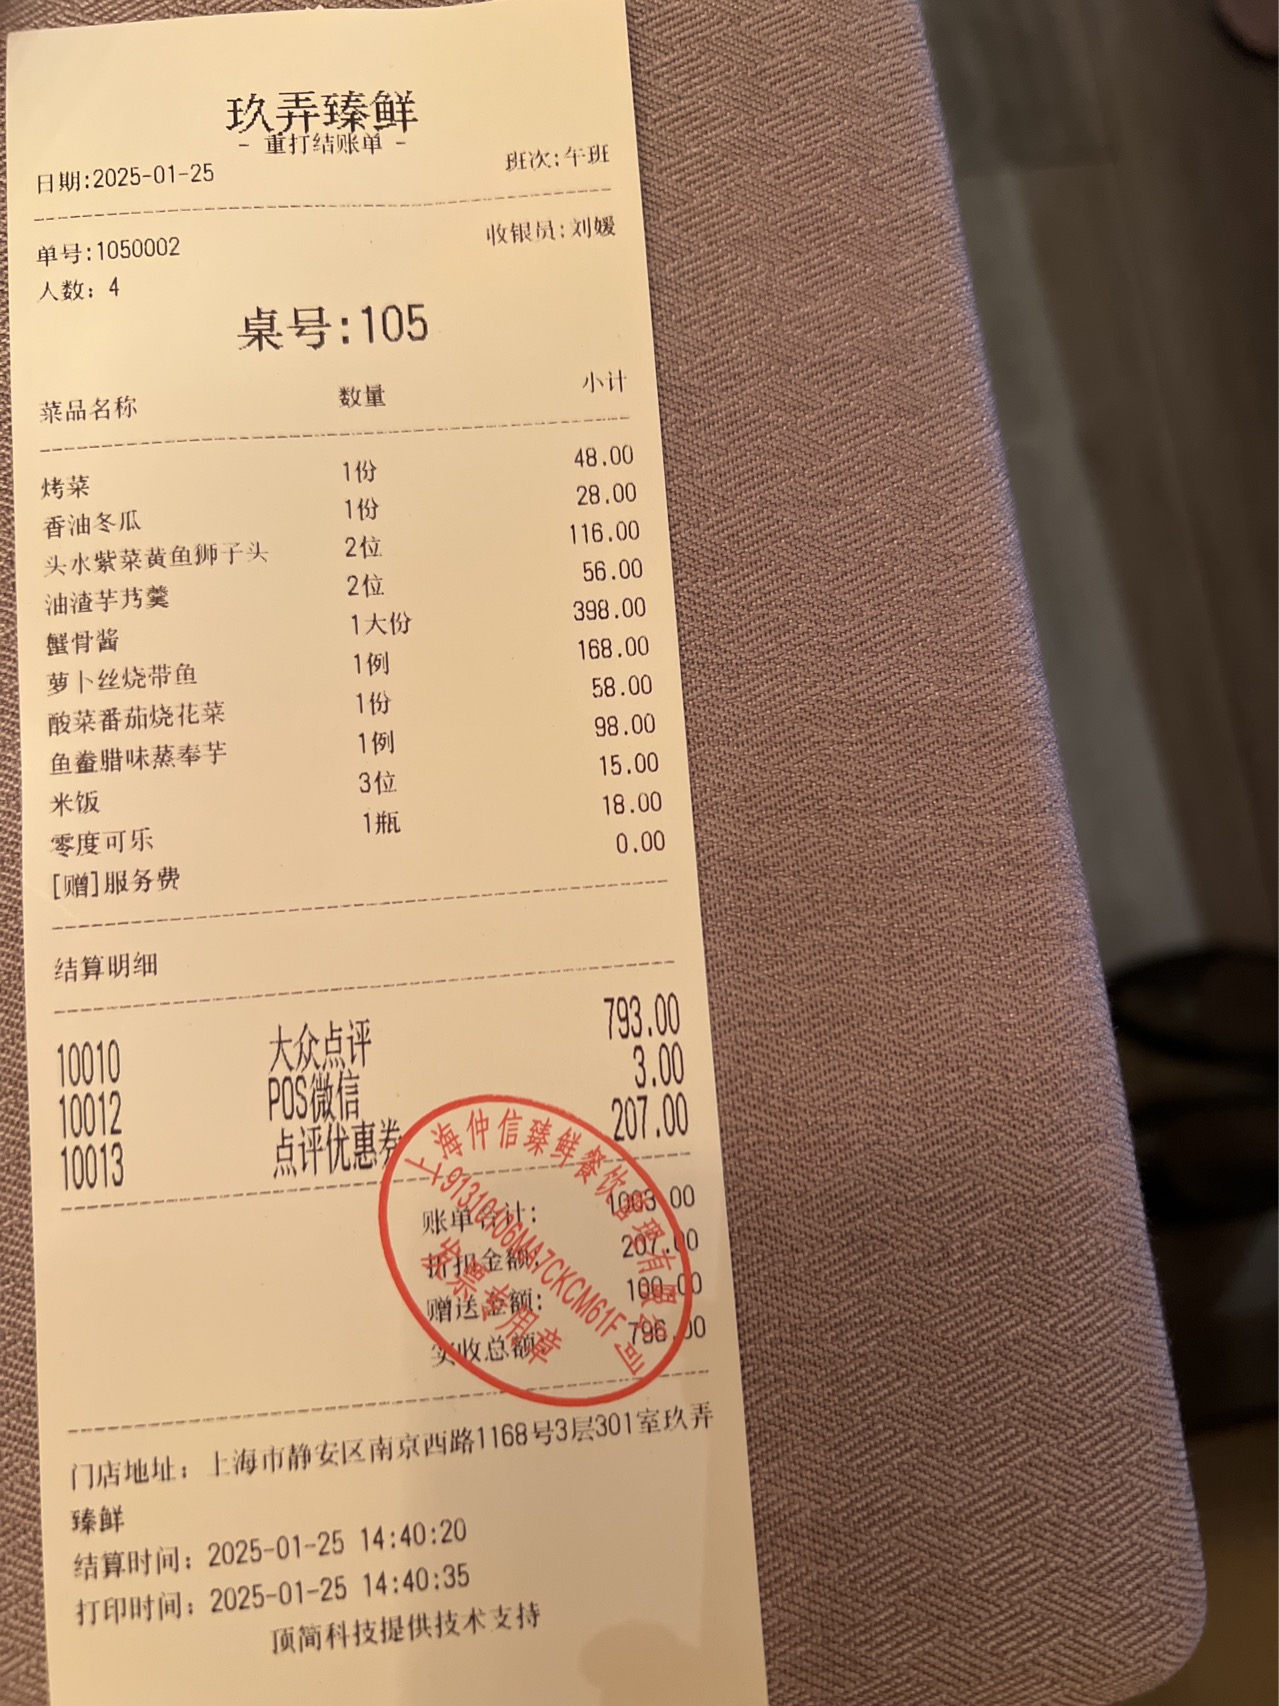 玖弄臻鲜
- 重打结账单 -
日期:2025-01-25 班次:午班
单号:1050002 收银员:刘媛
人数: 4
桌号:105
菜品名称 数量 小计
烤菜 1份 48.00
香油冬瓜 1份 28.00
头水紫菜黄鱼狮子头 2位 116.00
油渣芋艿羹 2位 56.00
蟹骨酱 1大份 398.00
萝卜丝烧带鱼 1例 168.00
酸菜番茄烧花菜 1份 58.00
鱼鲞腊味蒸奉芋 1例 98.00
米饭 3位 15.00
零度可乐 1瓶 18.00
[赠]服务费 0.00
结算明细
10010 大众点评 793.00
10012 POS微信 3.00
10013 点评优惠券 207.00
账单合计: 1003.00
折扣金额: 207.00
赠送金额: 100.00
实收总额: 796.00
上海仲信臻鲜餐饮管理有限公司
91310106MA7CKCM61F
发票专用章
门店地址: 上海市静安区南京西路1168号3层301室玖弄
臻鲜
结算时间: 2025-01-25 14:40:20
打印时间: 2025-01-25 14:40:35
顶简科技提供技术支持